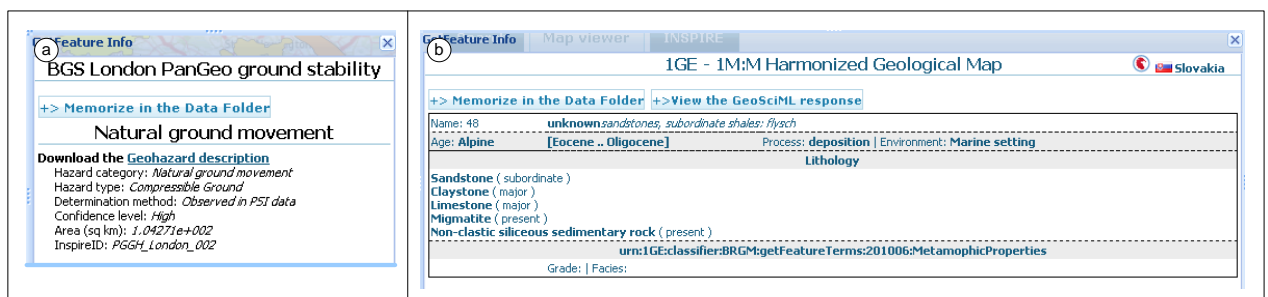 a
GetFeature Info
BGS London PanGeo ground stability
+> Memorize in the Data Folder
Natural ground movement
Download the Geohazard description
Hazard category: Natural ground movement
Hazard type: Compressible Ground
Determination method: Observed in PSI data
Confidence level: High
Area (sq km): 1.04271e+002
InspireID: PGGH_London_002
b
GetFeature Info Map viewer INSPIRE
1GE - 1M:M Harmonized Geological Map Slovakia
+> Memorize in the Data Folder +>View the GeoSciML response
Name: 48 unknownsandstones, subordinate shales: flysch
Age: Alpine [Eocene .. Oligocene] Process: deposition | Environment: Marine setting
Lithology
Sandstone ( subordinate )
Claystone ( major )
Limestone ( major )
Migmatite ( present )
Non-clastic siliceous sedimentary rock ( present )
urn:1GE:classifier:BRGM:getFeatureTerms:201006:MetamophicProperties
Grade: | Facies: